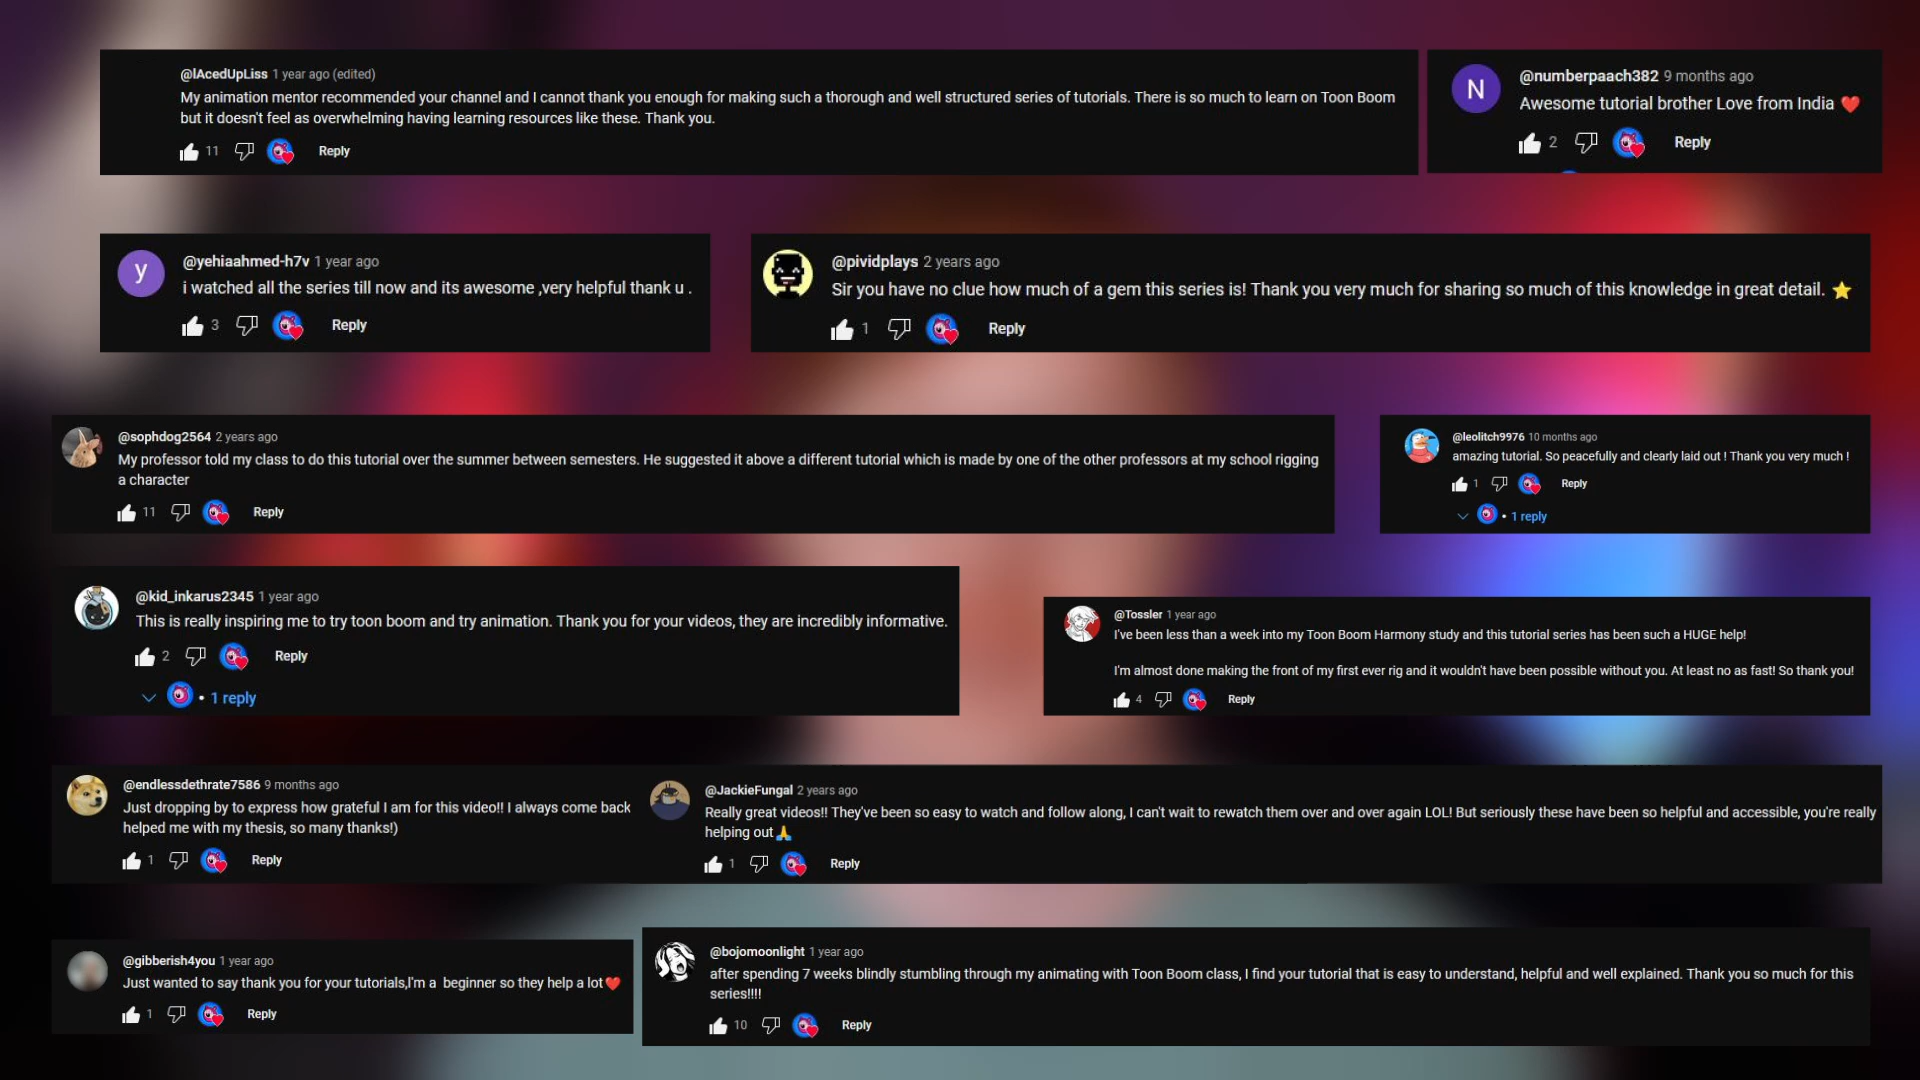 @lAcedUpLiss 1 year ago (edited)
My animation mentor recommended your channel and I cannot thank you enough for making such a thorough and well structured series of tutorials. There is so much to learn on Toon Boom
but it doesn't feel as overwhelming having learning resources like these. Thank you.
11 Reply
N
@numberpaach382 9 months ago
Awesome tutorial brother Love from India ❤️
2 Reply
y
@yehiaahmed-h7v 1 year ago
i watched all the series till now and its awesome ,very helpful thank u .
3 Reply
@pividplays 2 years ago
Sir you have no clue how much of a gem this series is! Thank you very much for sharing so much of this knowledge in great detail. ⭐
1 Reply
@sophdog2564 2 years ago
My professor told my class to do this tutorial over the summer between semesters. He suggested it above a different tutorial which is made by one of the other professors at my school rigging
a character
11 Reply
@leolitch9976 10 months ago
amazing tutorial. So peacefully and clearly laid out ! Thank you very much !
1 Reply
• 1 reply
@kid_inkarus2345 1 year ago
This is really inspiring me to try toon boom and try animation. Thank you for your videos, they are incredibly informative.
2 Reply
• 1 reply
@Tossler 1 year ago
I've been less than a week into my Toon Boom Harmony study and this tutorial series has been such a HUGE help!
I'm almost done making the front of my first ever rig and it wouldn't have been possible without you. At least no as fast! So thank you!
4 Reply
@endlessdethrate7586 9 months ago
Just dropping by to express how grateful I am for this video!! I always come back
helped me with my thesis, so many thanks!)
1 Reply
@JackieFungal 2 years ago
Really great videos!! They've been so easy to watch and follow along, I can't wait to rewatch them over and over again LOL! But seriously these have been so helpful and accessible, you're really
helping out 🙏
1 Reply
@gibberish4you 1 year ago
Just wanted to say thank you for your tutorials,I'm a beginner so they help a lot❤️
1 Reply
@bojomoonlight 1 year ago
after spending 7 weeks blindly stumbling through my animating with Toon Boom class, I find your tutorial that is easy to understand, helpful and well explained. Thank you so much for this
series!!!!
10 Reply